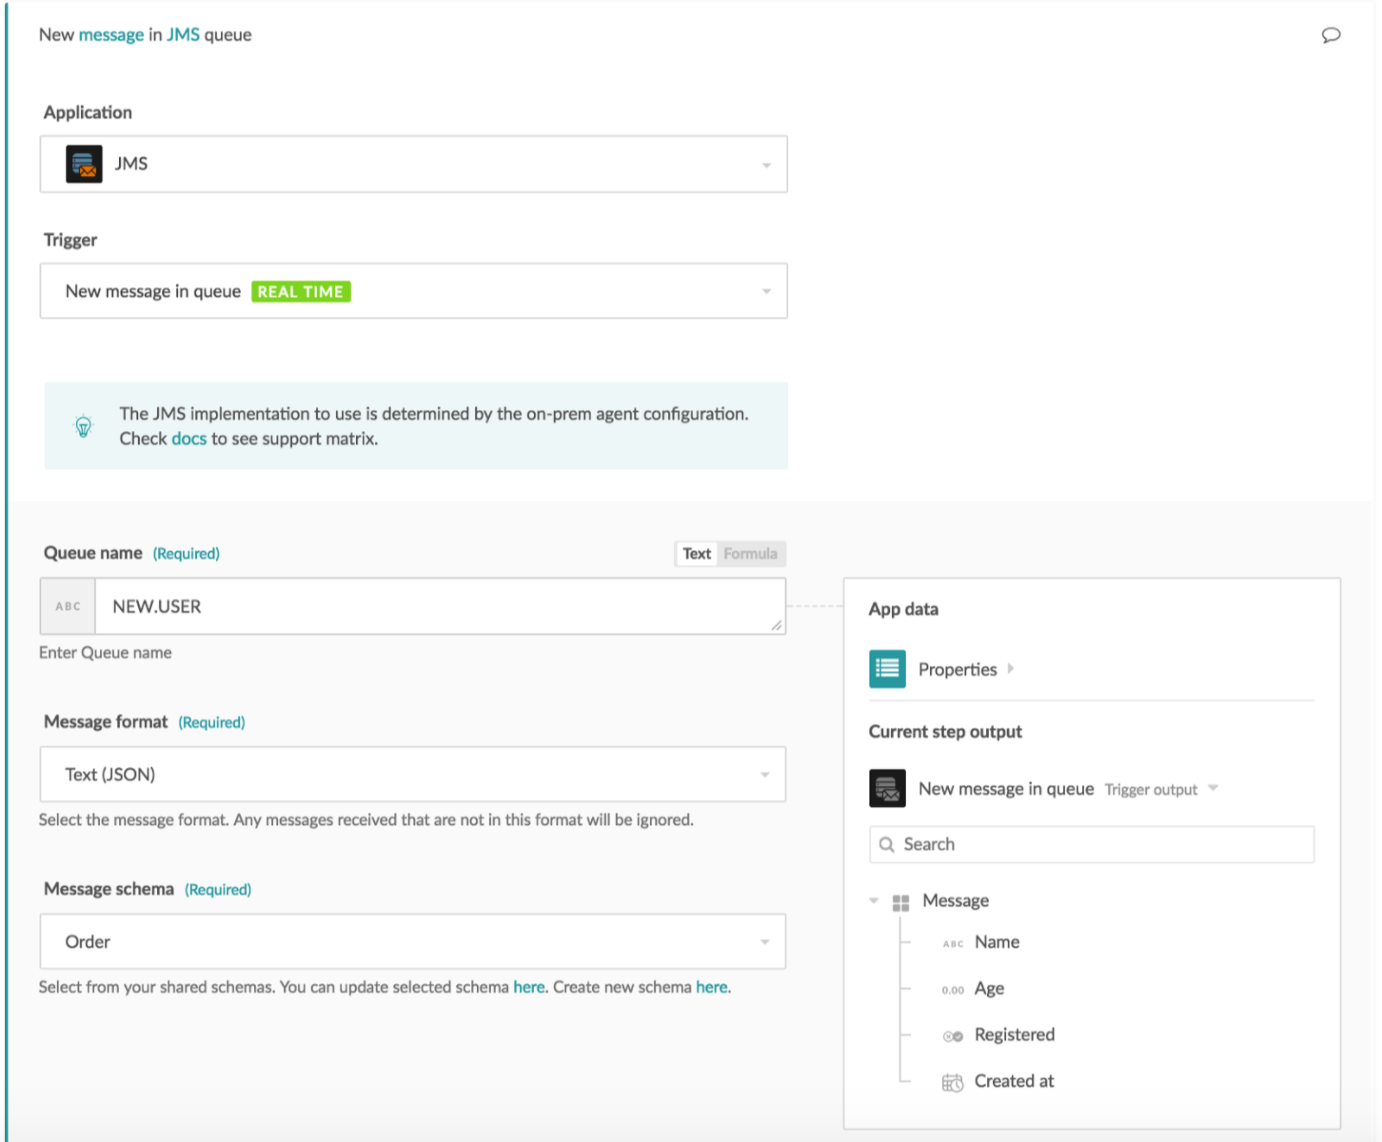 New message in JMS queue
Application
JMS
Trigger
New message in queue REAL TIME
The JMS implementation to use is determined by the on-prem agent configuration.
Check docs to see support matrix.
Queue name (Required)
Text Formula
ABC NEW.USER
Enter Queue name
Message format (Required)
Text (JSON)
Select the message format. Any messages received that are not in this format will be ignored.
Message schema (Required)
Order
Select from your shared schemas. You can update selected schema here. Create new schema here.
App data
Properties
Current step output
New message in queue Trigger output
Search
Message
ABC Name
0.00 Age
Registered
Created at